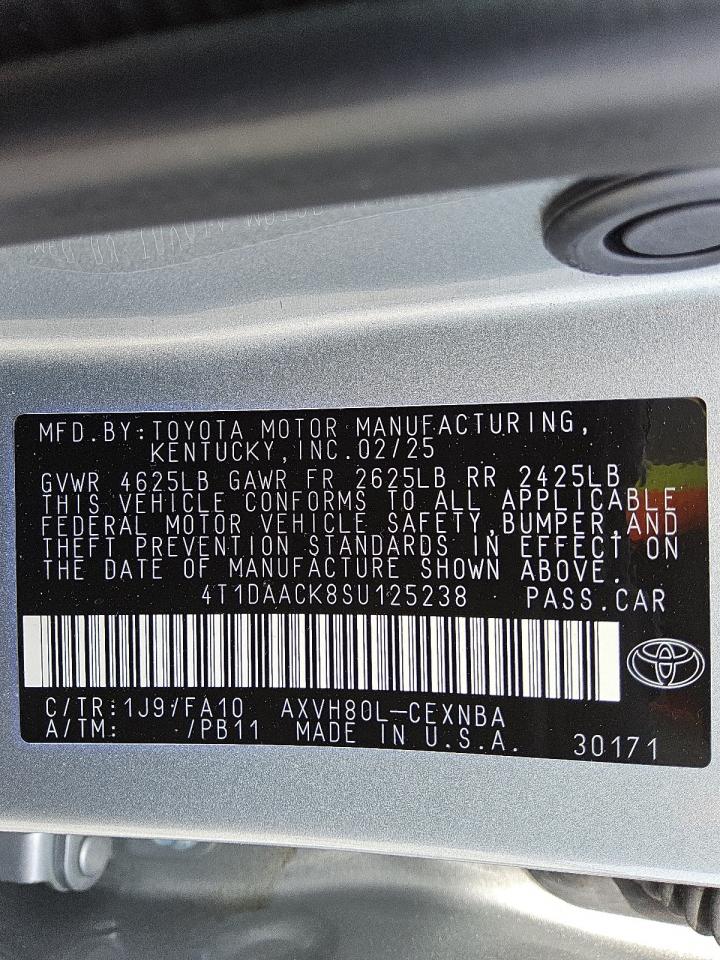 MFD.BY:TOYOTA MOTOR MANUFACTURING,
KENTUCKY,INC.02/25
GVWR 4625LB GAWR FR 2625LB RR 2425LB
THIS VEHICLE CONFORMS TO ALL APPLICABLE
FEDERAL MOTOR VEHICLE SAFETY,BUMPER,AND
THEFT PREVENTION STANDARDS IN EFFECT ON
THE DATE OF MANUFACTURE SHOWN ABOVE.
4T1DAACK8SU125238 PASS.CAR
C/TR:1J9/FA10 AXVH80L-CEXNBA
A/TM: /PB11 MADE IN U.S.A. 30171